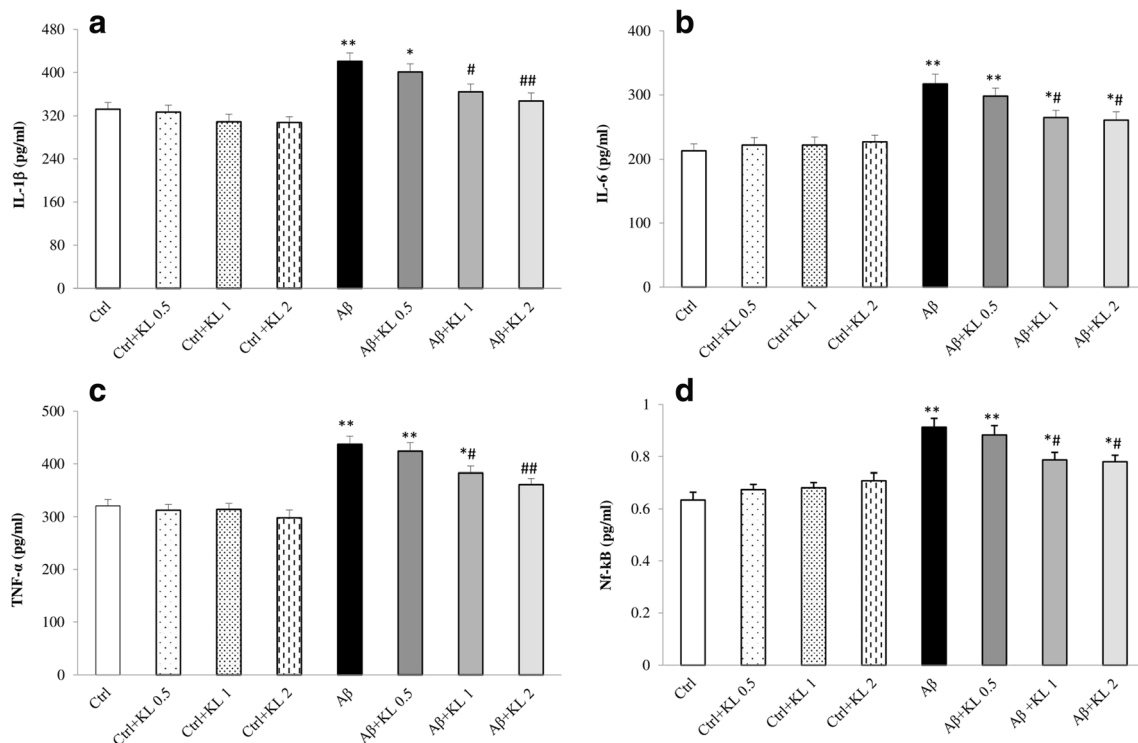 a
IL-1β (pg/ml)
480
400
320
240
160
80
0
**
*
#
##
Ctrl
Ctrl+KL 0.5
Ctrl+KL 1
Ctrl +KL 2
Aβ
Aβ+KL 0.5
Aβ+KL 1
Aβ+KL 2
b
IL-6 (pg/ml)
400
300
200
100
0
**
**
*#
*#
Ctrl
Ctrl+KL 0.5
Ctrl+KL 1
Ctrl+KL 2
Aβ
Aβ+KL 0.5
Aβ+KL 1
Aβ+KL 2
c
TNF-α (pg/ml)
500
400
300
200
100
0
**
**
*#
##
Ctrl
Ctrl+KL 0.5
Ctrl+KL 1
Ctrl+KL 2
Aβ
Aβ+KL 0.5
Aβ+KL 1
Aβ+KL 2
d
Nf-kB (pg/ml)
1
0.8
0.6
0.4
0.2
0
**
**
*#
*#
Ctrl
Ctrl+KL 0.5
Ctrl+KL 1
Ctrl+KL 2
Aβ
Aβ+KL 0.5
Aβ +KL 1
Aβ+KL 2